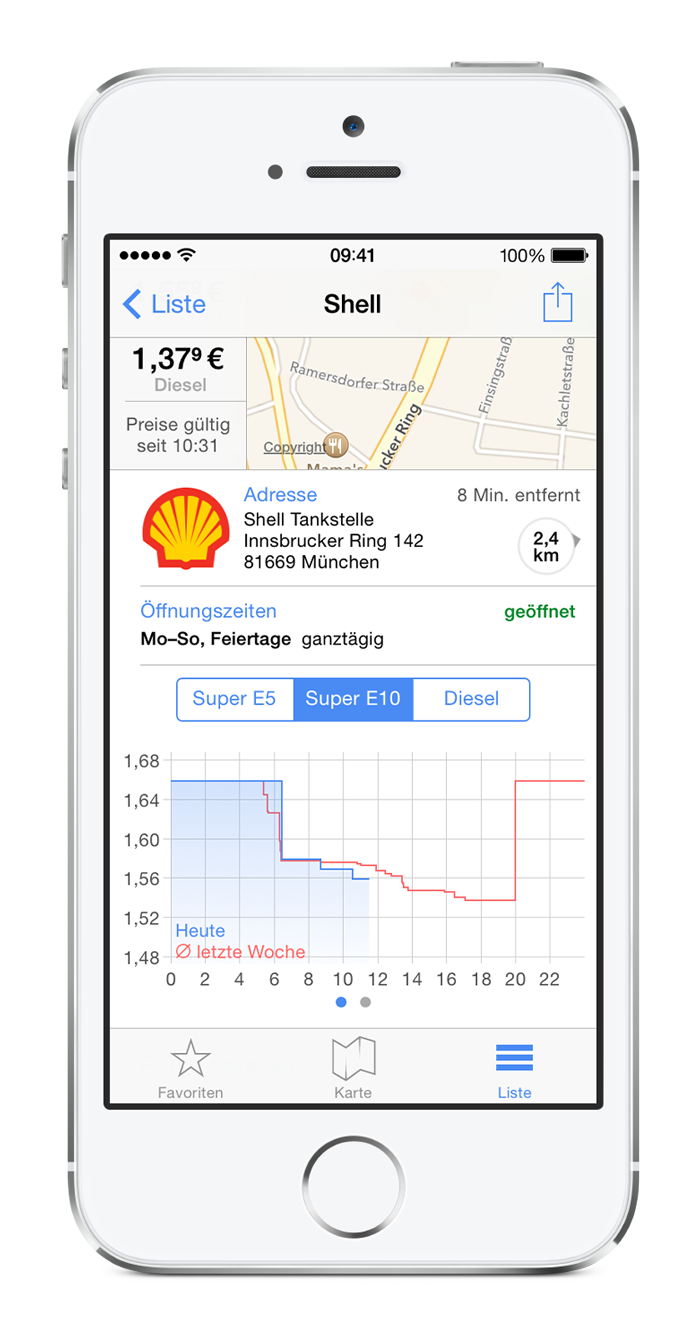 09:41
100%
Liste
Shell
1,37⁹ €
Diesel
Preise gültig
seit 10:31
Ramersdorfer Straße
Finsingstraß
Kachletstraße
cker Ring
Copyright
Mama's
Adresse
8 Min. entfernt
Shell Tankstelle
Innsbrucker Ring 142
81669 München
2,4
km
Öffnungszeiten
geöffnet
Mo–So, Feiertage ganztägig
Super E5 Super E10 Diesel
1,68
1,64
1,60
1,56
1,52
1,48
Heute
∅ letzte Woche
0 2 4 6 8 10 12 14 16 18 20 22
Favoriten Karte Liste